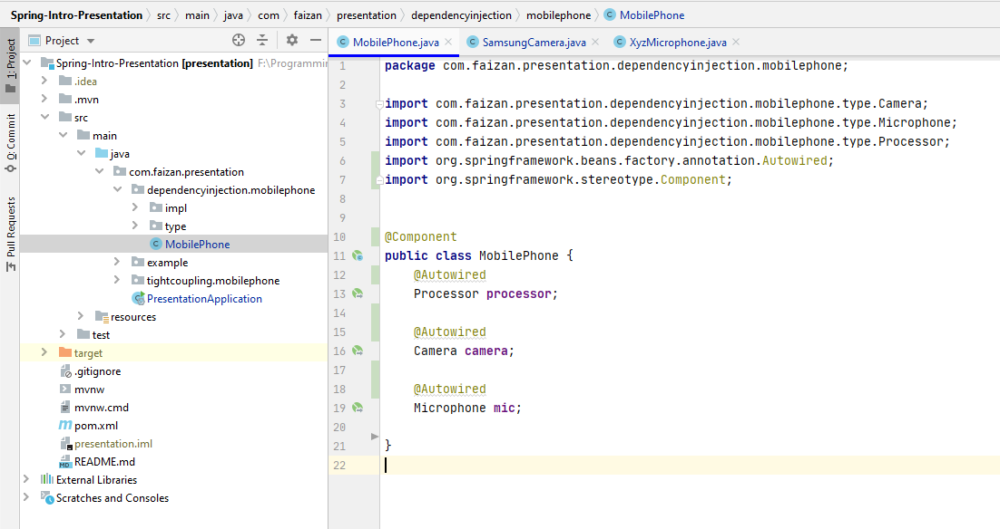 Spring-Intro-Presentation src main java com faizan presentation dependencyinjection mobilephone MobilePhone
1: Project
0: Commit
Pull Requests
Project
Spring-Intro-Presentation [presentation] F:\Programmin
.idea
.mvn
src
main
java
com.faizan.presentation
dependencyinjection.mobilephone
impl
type
MobilePhone
example
tightcoupling.mobilephone
PresentationApplication
resources
test
target
.gitignore
mvnw
mvnw.cmd
pom.xml
presentation.iml
README.md
External Libraries
Scratches and Consoles
MobilePhone.java SamsungCamera.java XyzMicrophone.java
1 package com.faizan.presentation.dependencyinjection.mobilephone;
2
3 import com.faizan.presentation.dependencyinjection.mobilephone.type.Camera;
4 import com.faizan.presentation.dependencyinjection.mobilephone.type.Microphone;
5 import com.faizan.presentation.dependencyinjection.mobilephone.type.Processor;
6 import org.springframework.beans.factory.annotation.Autowired;
7 import org.springframework.stereotype.Component;
8
9
10 @Component
11 public class MobilePhone {
12 @Autowired
13 Processor processor;
14
15 @Autowired
16 Camera camera;
17
18 @Autowired
19 Microphone mic;
20
21 }
22